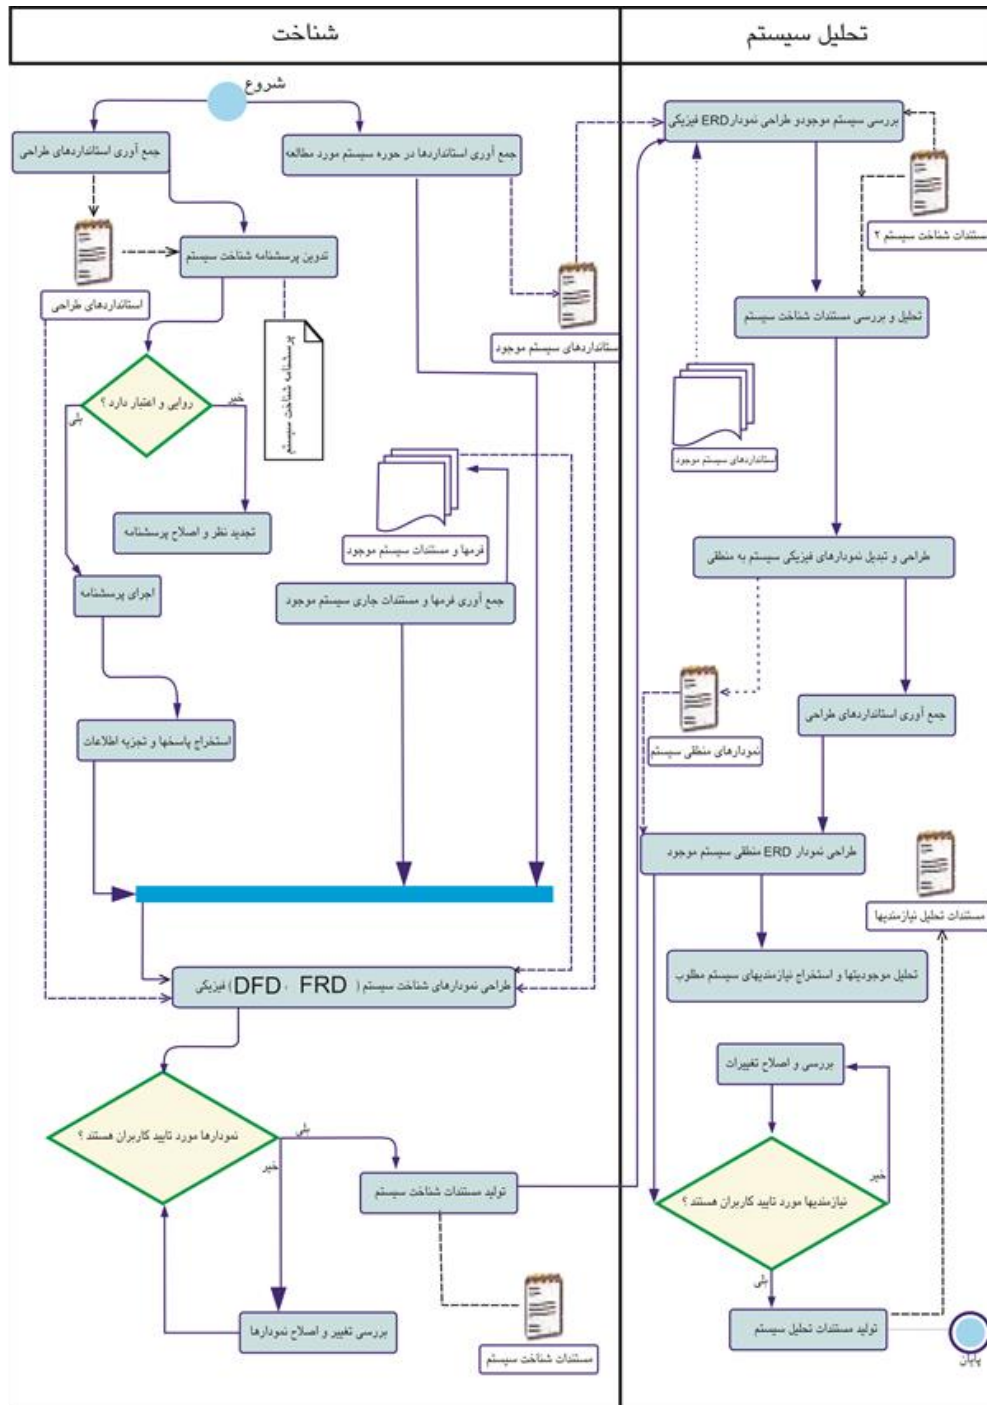 شناخت
شروع
جمع آوری استانداردها در حوره سیستم مورد مطالعه
جمع آوری استانداردهای طراحی
تدوین پرسشنامه شناخت سیستم
استانداردهای طراحی
پرسشنامه شناخت سیستم
ستانداردهای سیستم موجود
روایی و اعتبار دارد ؟
خیر
بلی
تجدید نظر و اصلاح پرسشنامه
فرمها و مستندات سیستم موجود
اجرای پرسشنامه
جمع آوری فرمها و مستندات جاری سیستم موجود
استخراج پاسخها و تجزیه اطلاعات
طراحی نمودارهای شناخت سیستم ( DFD ، FRD) فیزیکی
نمودارها مورد تایید کاربران هستند ؟
بلی
خیر
تولید مستندات شناخت سیستم
بررسی تغییر و اصلاح نمودارها
مستندات شناخت سیستم
تحلیل سیستم
بررسی سیستم موجودو طراحی نمودارERD فیزیکی
مستندات شناخت سیستم ۲
تحلیل و بررسی مستندات شناخت سیستم
استانداردهای سیستم موجود
طراحی و تبدیل نمودارهای فیزیکی سیستم به منطقی
جمع آوری استانداردهای طراحی
نمودارهای منطقی سیستم
طراحی نمودار ERD منطقی سیستم موجود
مستندات تحلیل نیازمندیها
تحلیل موجودیتها و استخراج نیازمندیهای سیستم مطلوب
بررسی و اصلاح تغییرات
خیر
نیازمندیها مورد تایید کاربران هستند ؟
بلی
تولید مستندات تحلیل سیستم
پایان